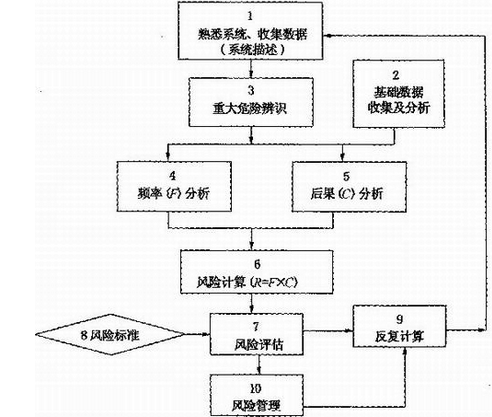 1
熟悉系统、收集数据
(系统描述)
2
基础数据
收集及分析
3
重大危险辨识
4
频率(F)分析
5
后果(C)分析
6
风险计算(R=F×C)
8风险标准
7
风险评估
9
反复计算
10
风险管理